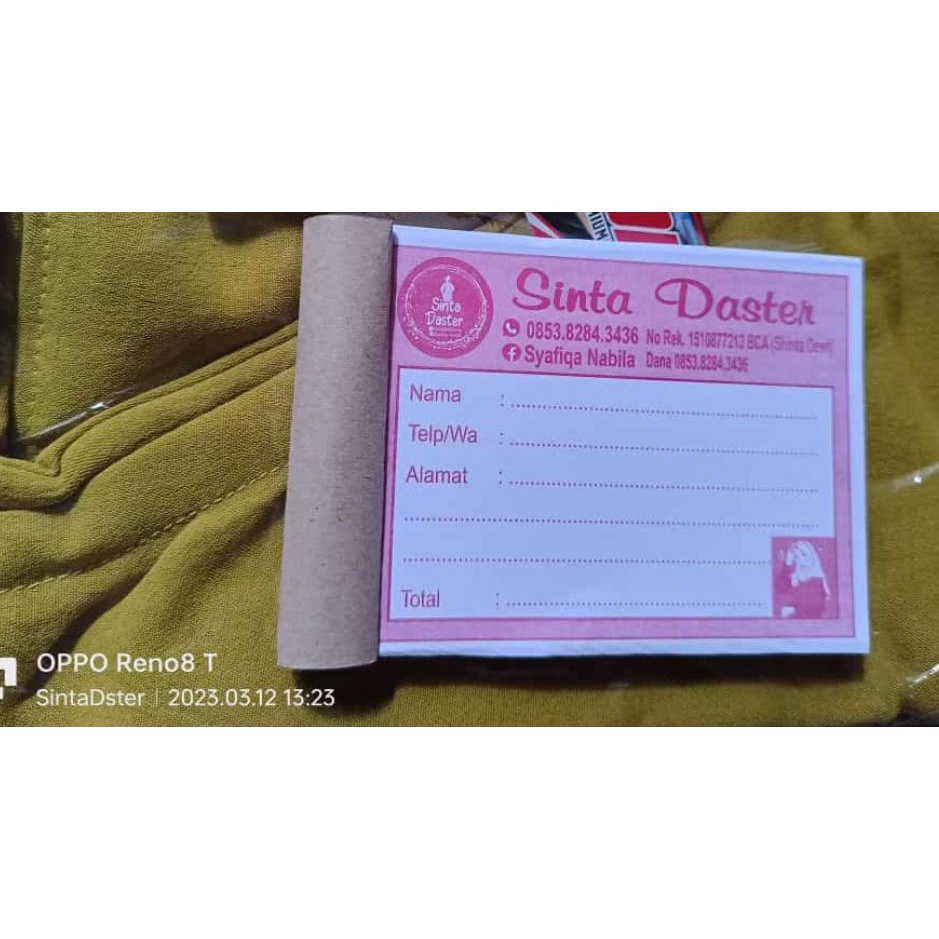 IUM
Sinta Daster
Sinta
Daster
0853.8284.3436 No Rek. 1510877213 BCA (Shinta Dewi)
Syafiqa Nabila Dana 0853.8284.3436
Nama :
Telp/Wa :
Alamat :
Total :
OPPO Reno8 T
SintaDster | 2023.03.12 13:23